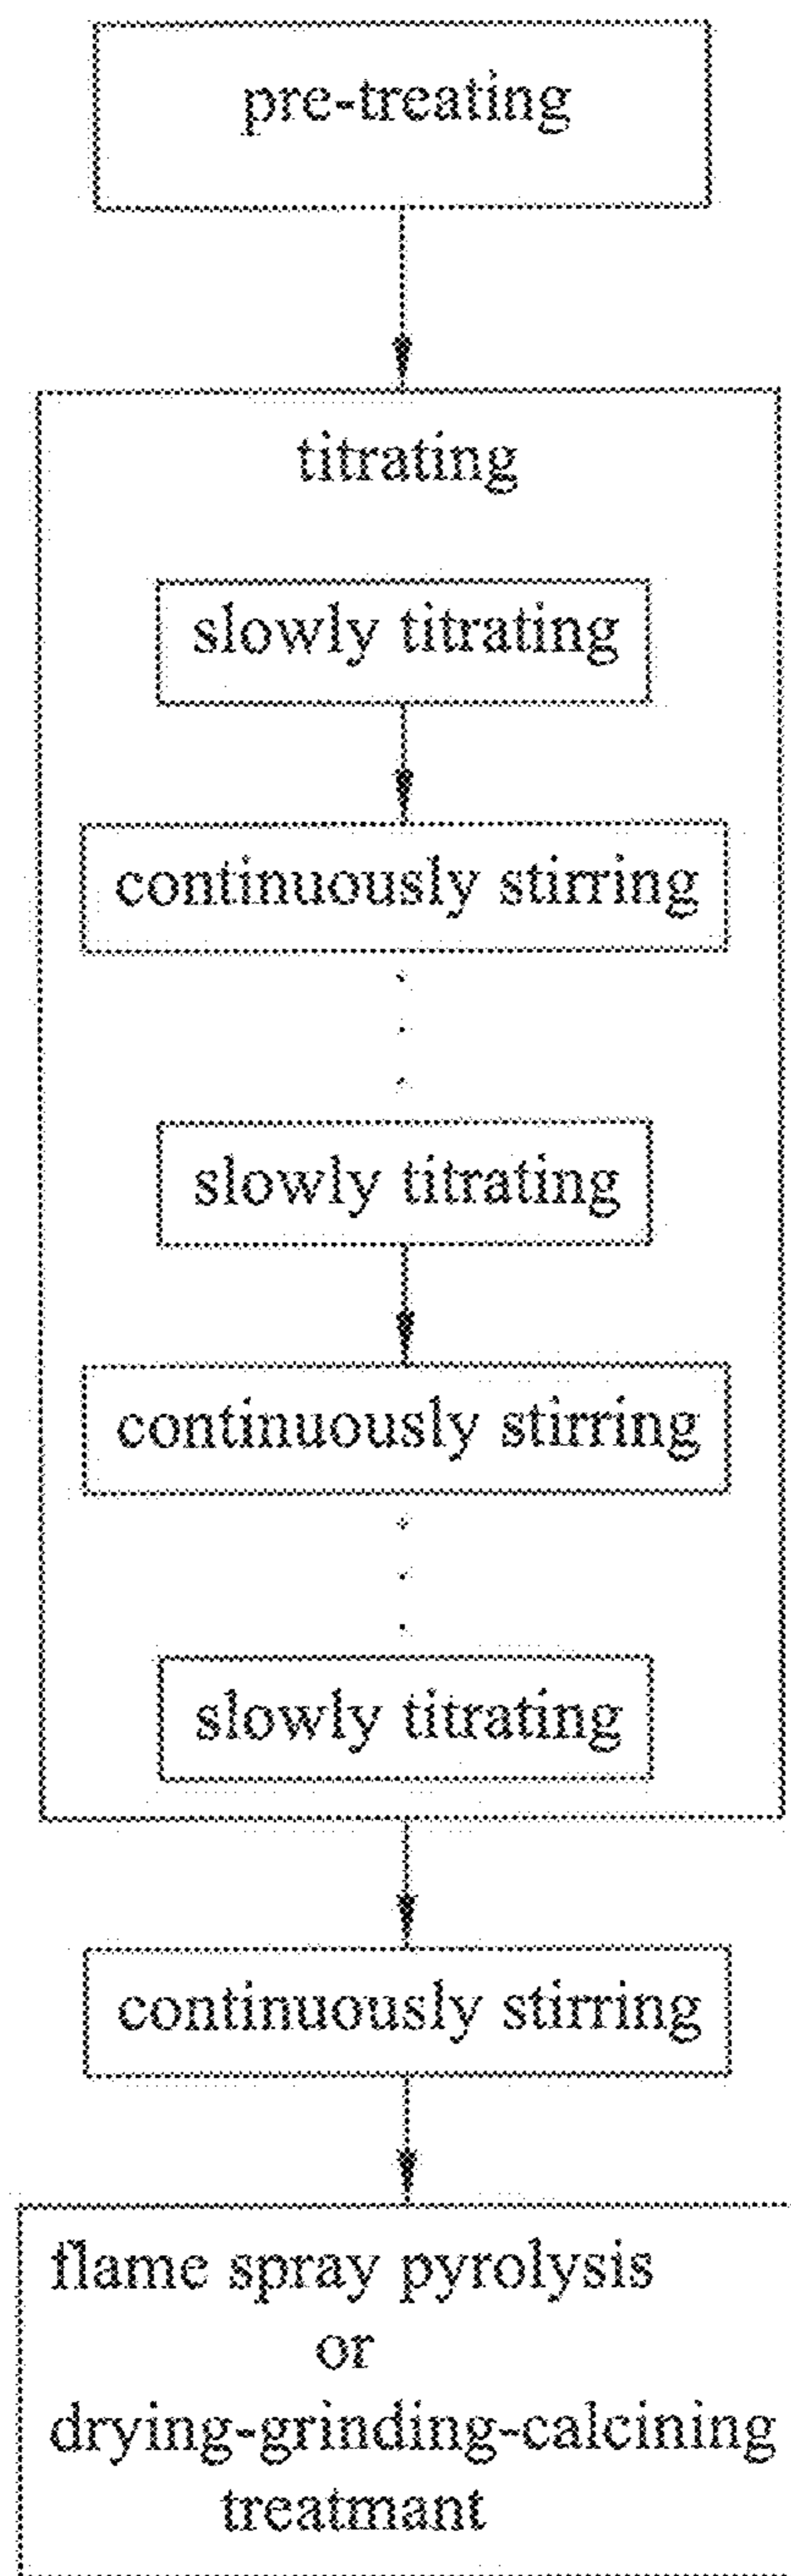 pre-treating
titrating
slowly titrating
continuously stirring
slowly titrating
continuously stirring
slowly titrating
continuously stirring
flame spray pyrolysis
or
drying-grinding-calcining
treatmant